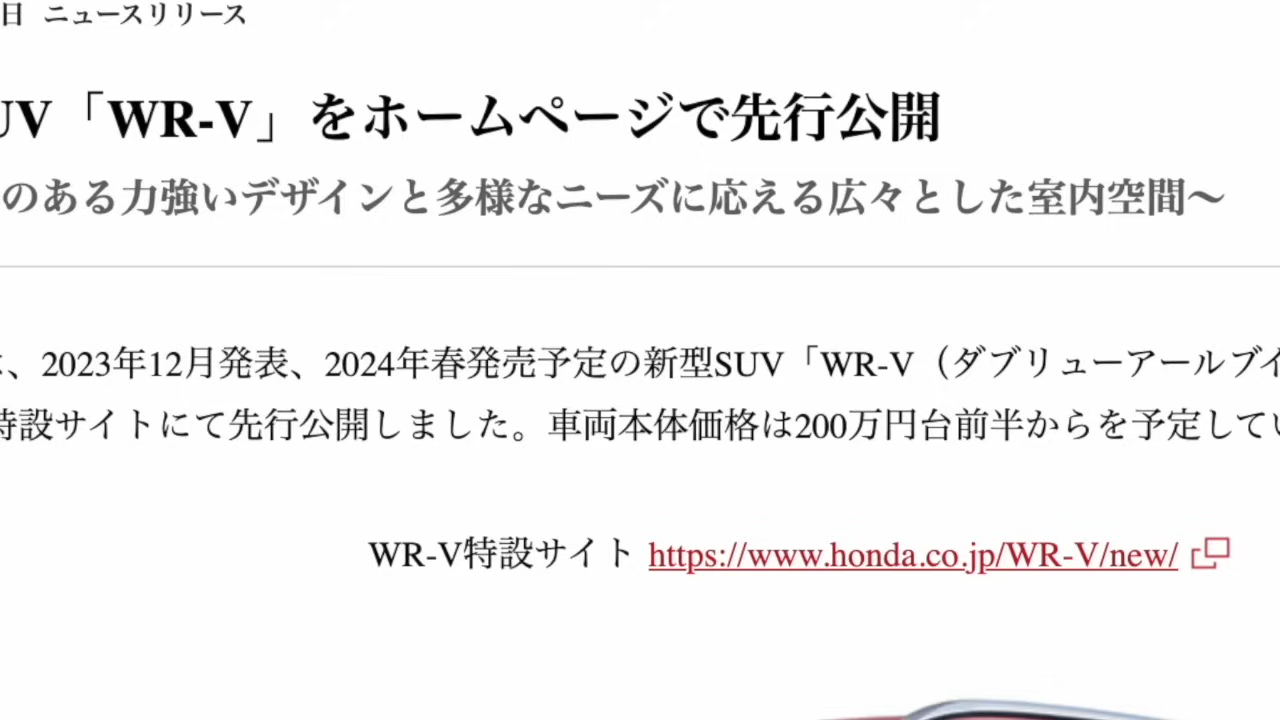 日 ニュースリリース
UV「WR-V」をホームページで先行公開
のある力強いデザインと多様なニーズに応える広々とした室内空間〜
、2023年12月発表、2024年春発売予定の新型SUV「WR-V（ダブリューアールブイ
特設サイトにて先行公開しました。車両本体価格は200万円台前半からを予定してい
WR-V特設サイト https://www.honda.co.jp/WR-V/new/